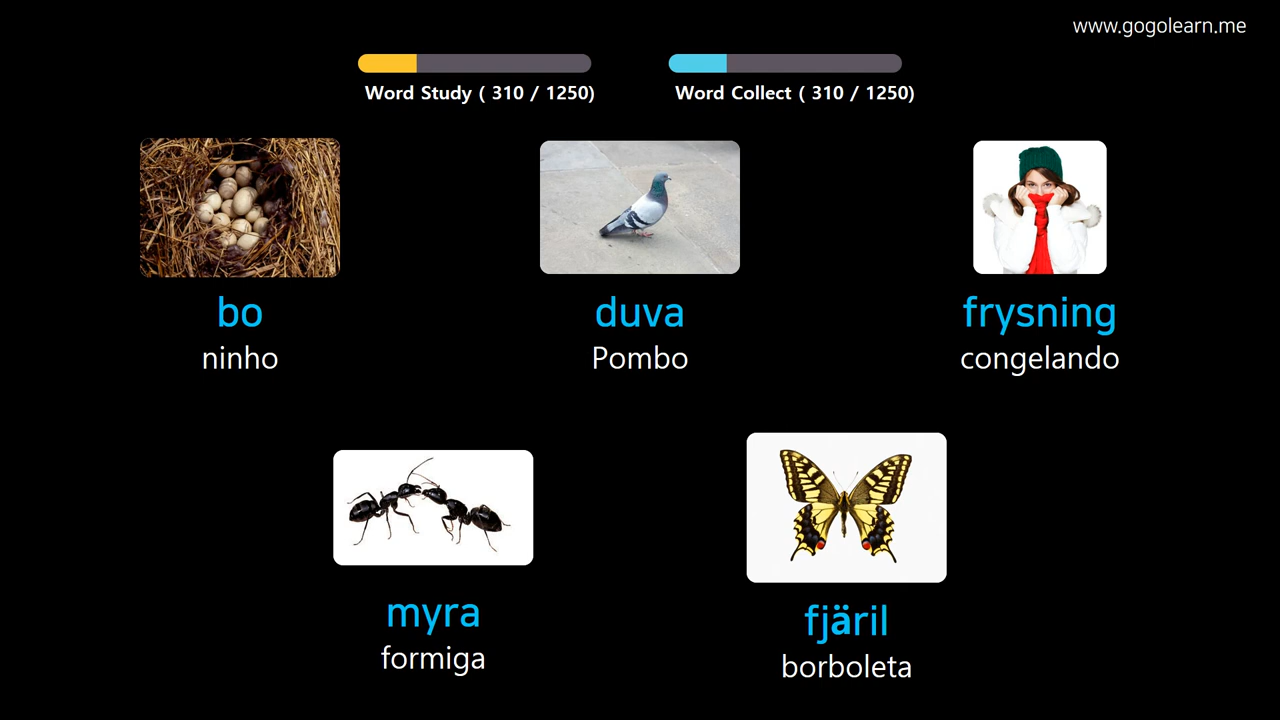 www.gogolearn.me
Word Study ( 310 / 1250)
Word Collect ( 310 / 1250)
bo
ninho
duva
Pombo
frysning
congelando
myra
formiga
fjäril
borboleta